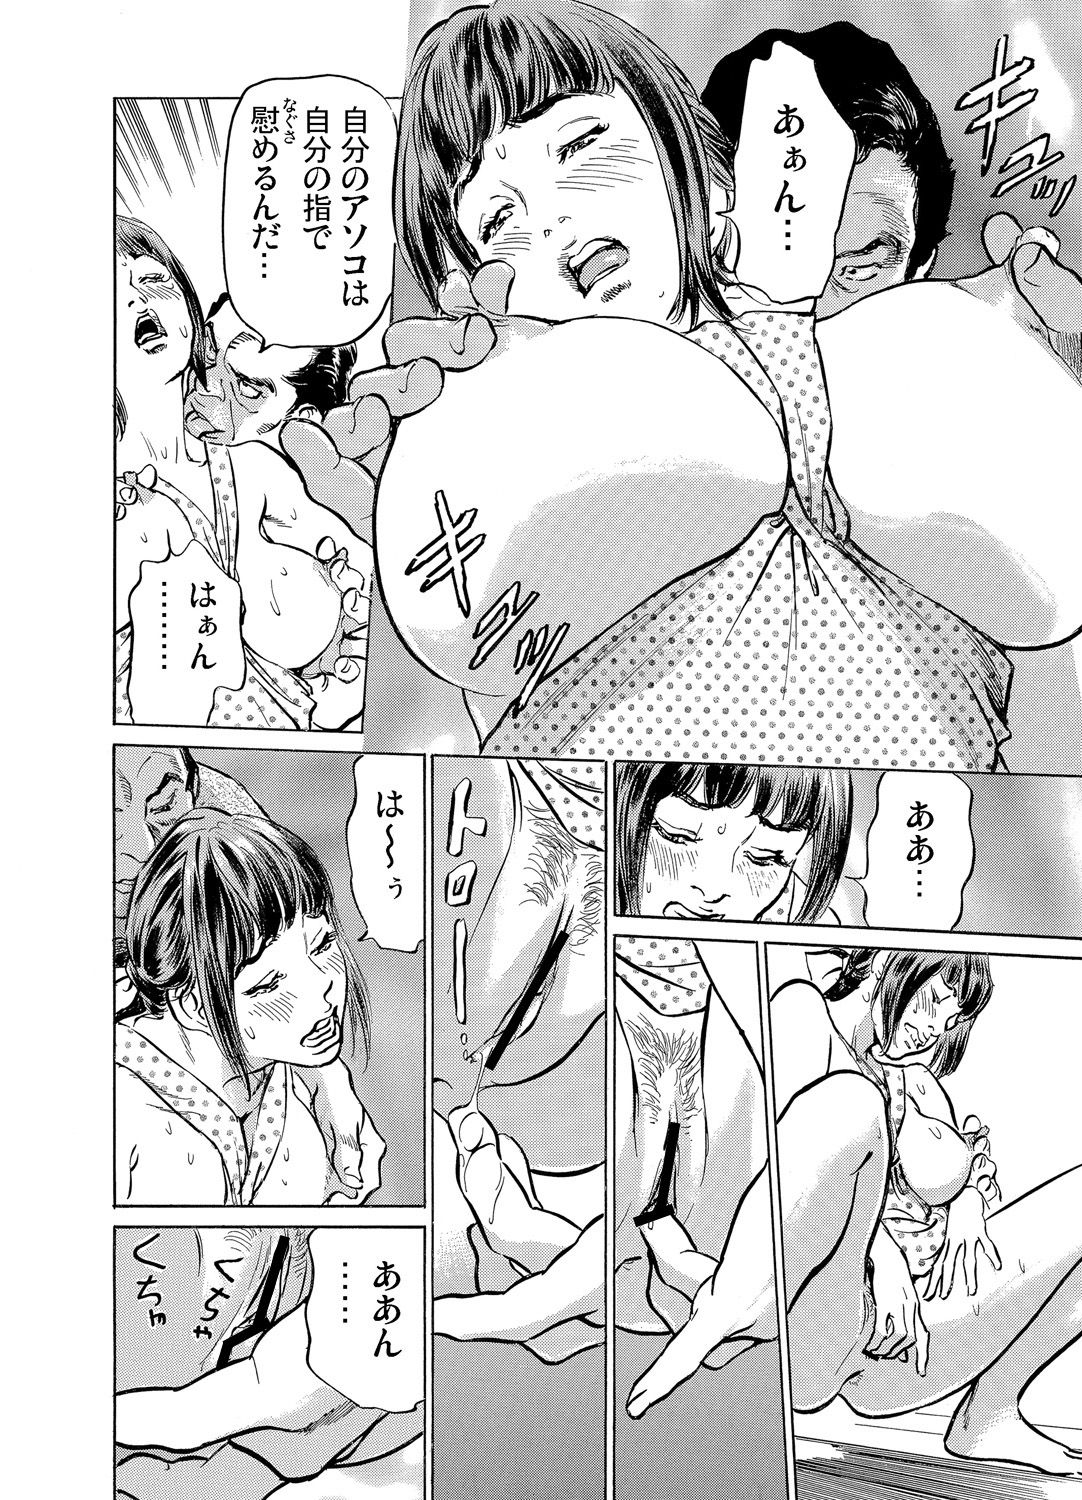 あぁん…
キュッ
キュッ
自分のアソコは
自分の指で
慰めるんだ…
なぐさ
はぁん
………
ああ…
トロー…
は～ぅ
ああん
……
くちゅ
くちゃ